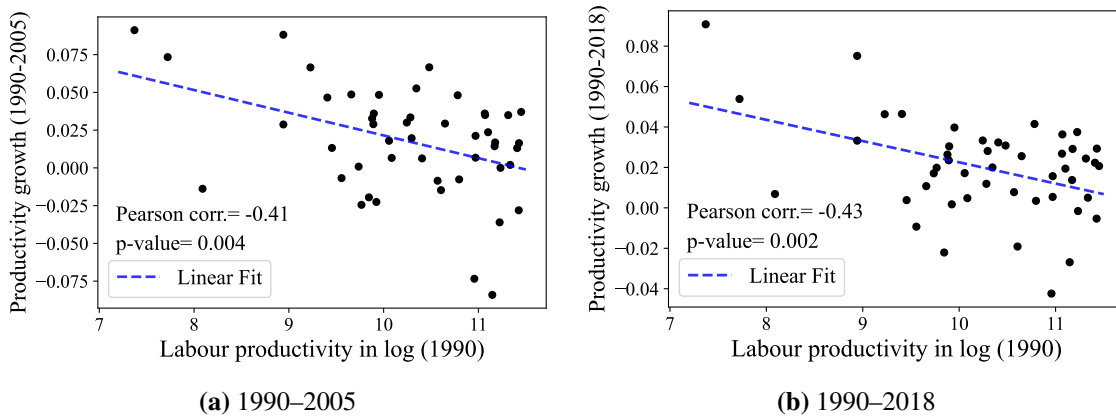 Productivity growth (1990-2005)
0.075
0.050
0.025
0.000
−0.025
−0.050
−0.075
Pearson corr.= -0.41
p-value= 0.004
Linear Fit
7 8 9 10 11
Labour productivity in log (1990)
(a) 1990–2005
Productivity growth (1990-2018)
0.08
0.06
0.04
0.02
0.00
−0.02
−0.04
Pearson corr.= -0.43
p-value= 0.002
Linear Fit
7 8 9 10 11
Labour productivity in log (1990)
(b) 1990–2018